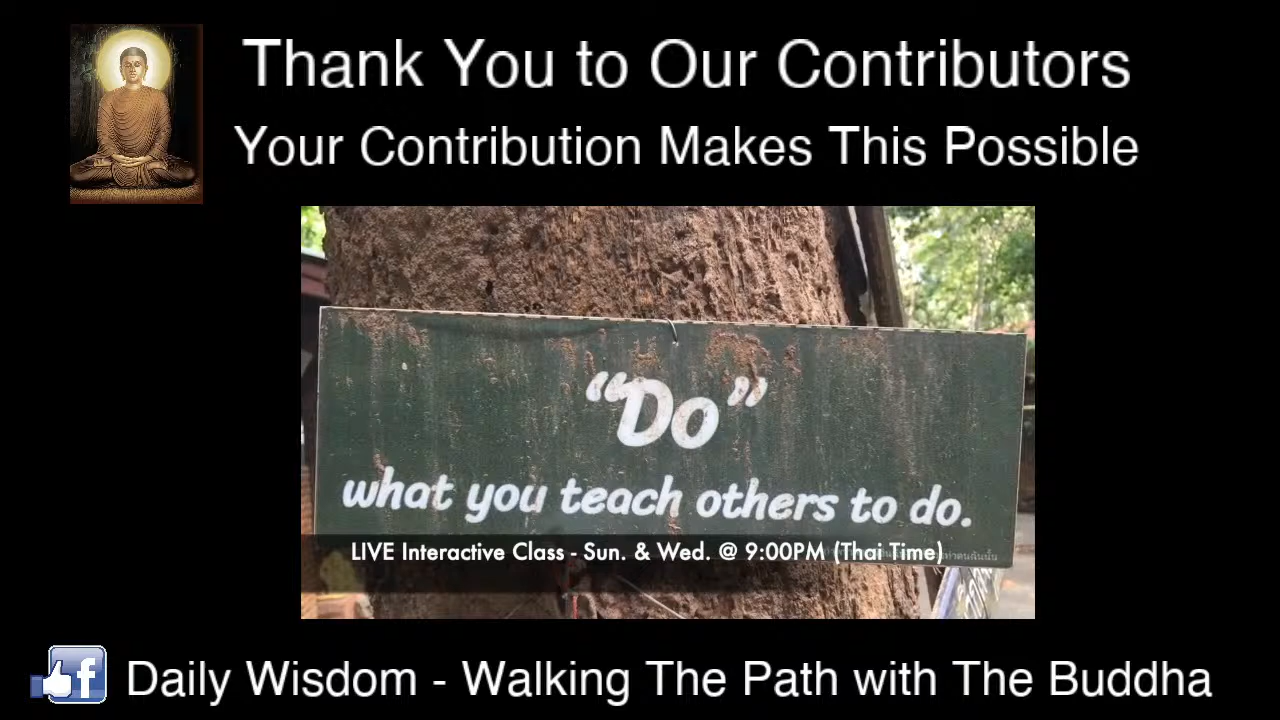 Thank You to Our Contributors
Your Contribution Makes This Possible
“Do”
what you teach others to do.
LIVE Interactive Class - Sun. & Wed. @ 9:00PM (Thai Time)
f
Daily Wisdom - Walking The Path with The Buddha